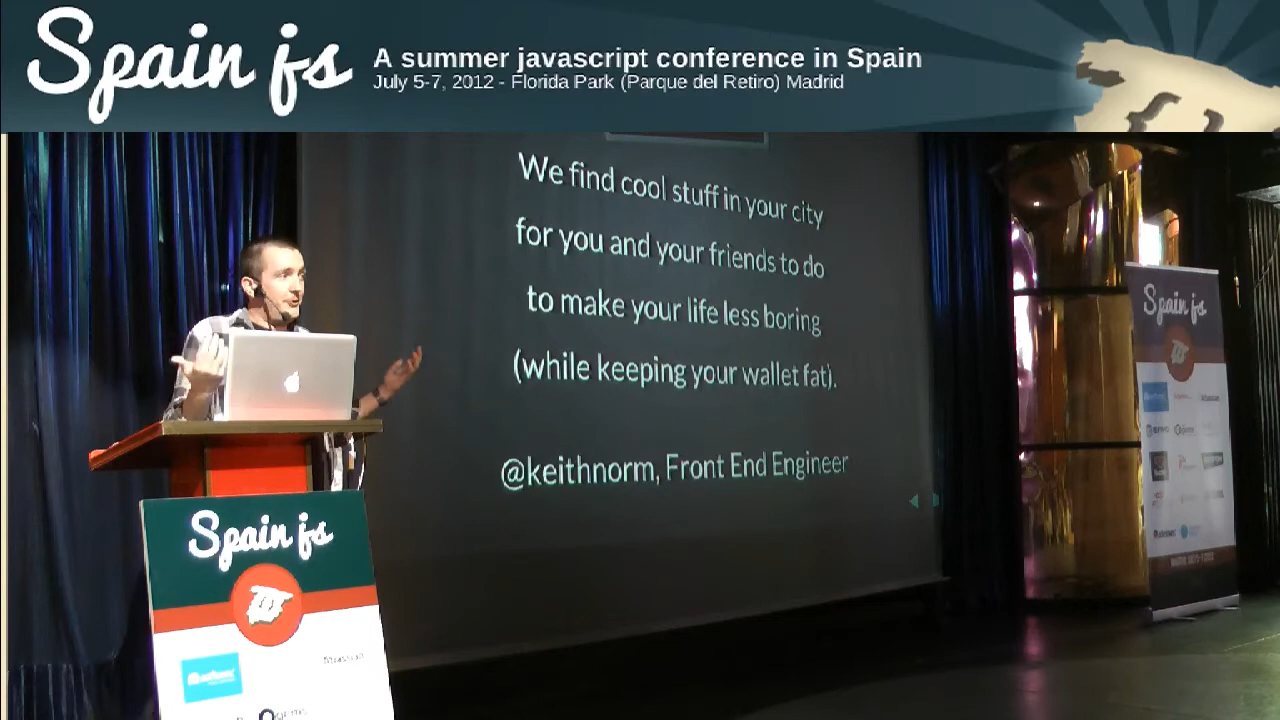 Spain js
A summer javascript conference in Spain
July 5-7, 2012 - Florida Park (Parque del Retiro) Madrid
We find cool stuff in your city
for you and your friends to do
to make your life less boring
(while keeping your wallet fat).
@keithnorm, Front End Engineer
Spain js
Spain js